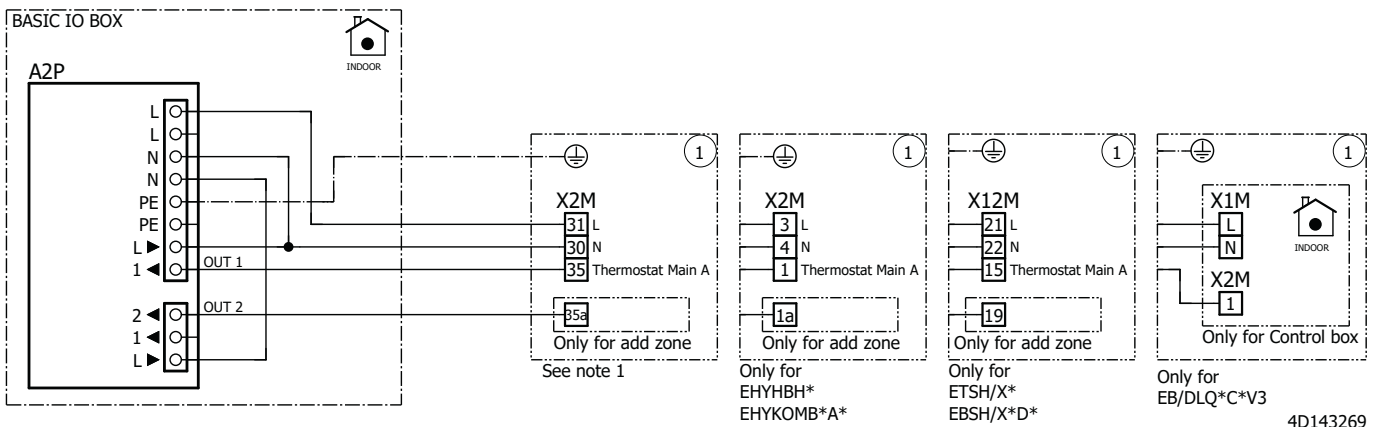 BASIC IO BOX
INDOOR
A2P
L
L
N
N
PE
PE
L ▶
1 ◀ OUT 1
2 ◀ OUT 2
1 ◀
L ▶
1
X2M
31 L
30 N
35 Thermostat Main A
35a
Only for add zone
See note 1
1
X2M
3 L
4 N
1 Thermostat Main A
1a
Only for add zone
Only for
EHYHBH*
EHYKOMB*A*
1
X12M
21 L
22 N
15 Thermostat Main A
19
Only for add zone
Only for
ETSH/X*
EBSH/X*D*
1
X1M
L
N
INDOOR
X2M
1
Only for Control box
Only for
EB/DLQ*C*V3
4D143269